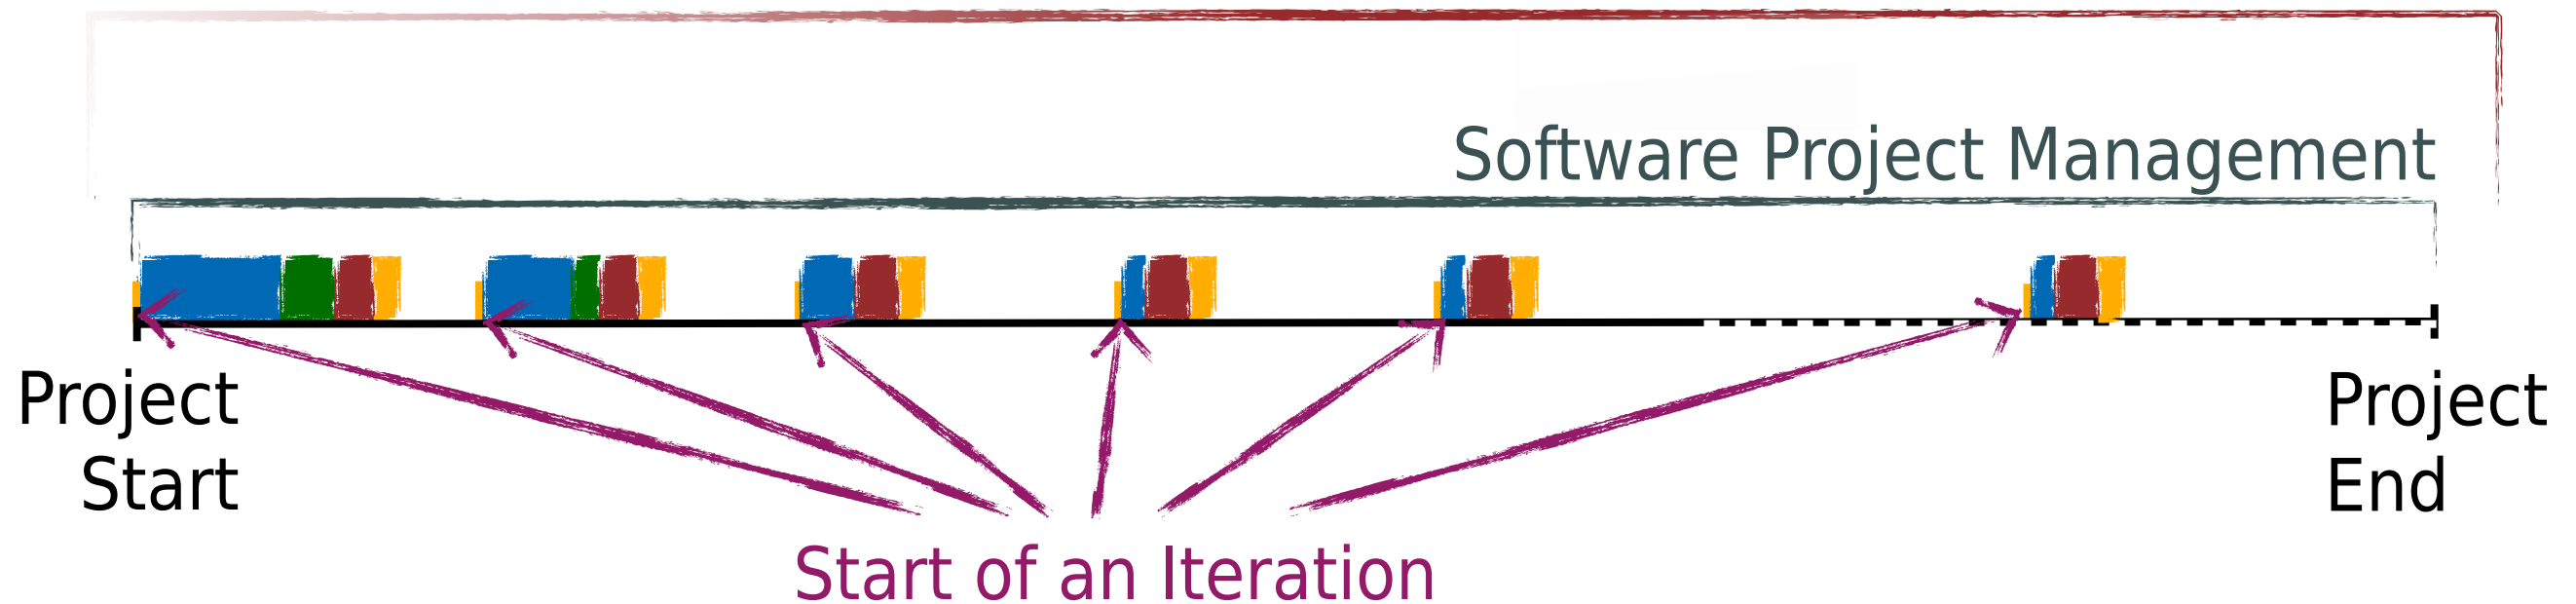 Software Project Management
Project
Start
Project
End
Start of an Iteration